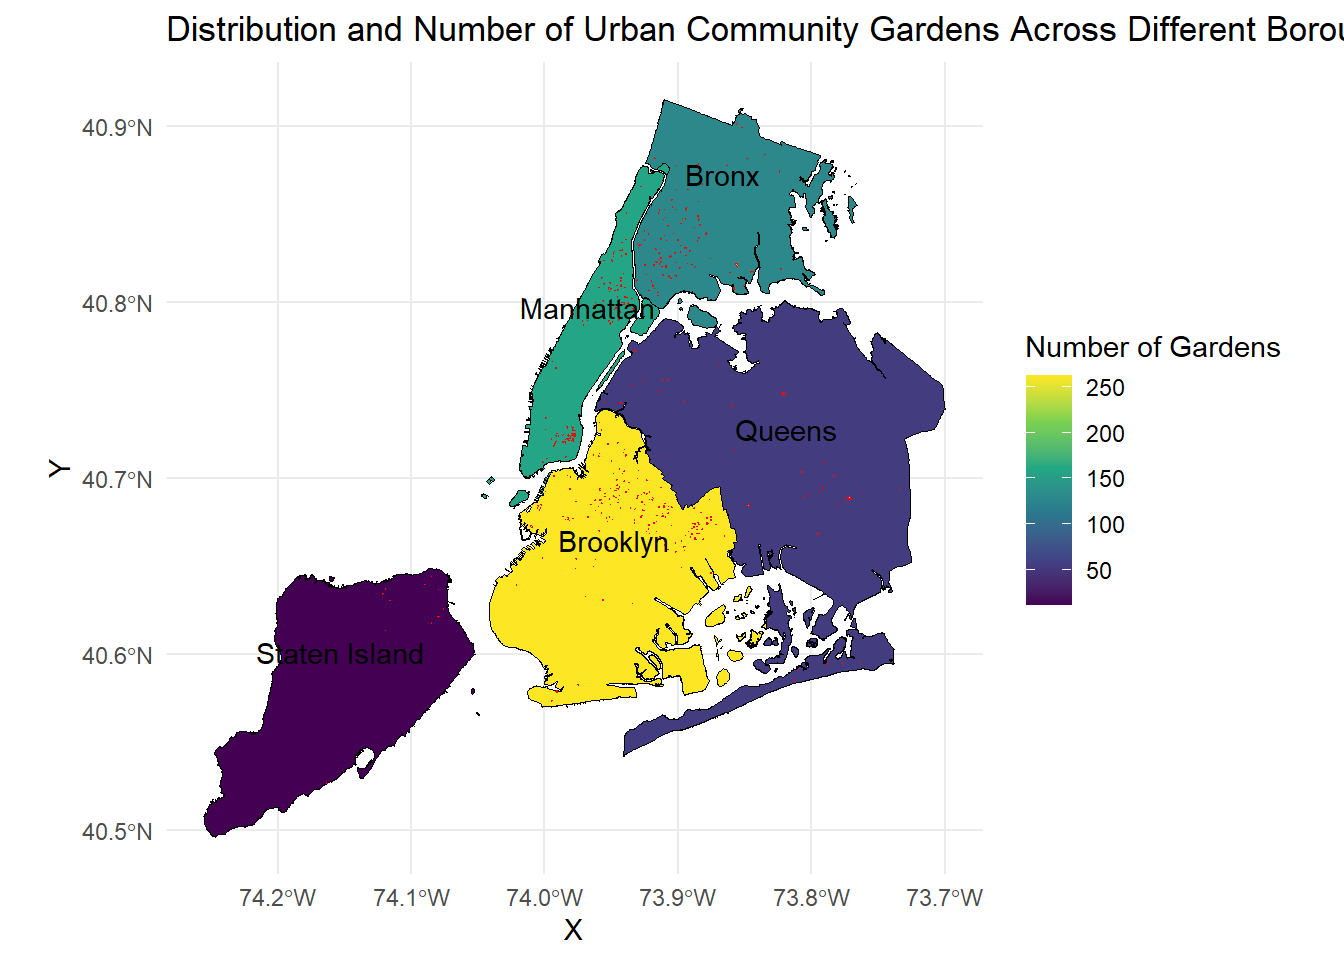 Distribution and Number of Urban Community Gardens Across Different Borou
40.9°N
Bronx
40.8°N
Manhattan
Number of Gardens
250
200
150
100
50
Queens
Y
40.7°N
Brooklyn
40.6°N
Staten Island
40.5°N
74.2°W 74.1°W 74.0°W 73.9°W 73.8°W 73.7°W
X